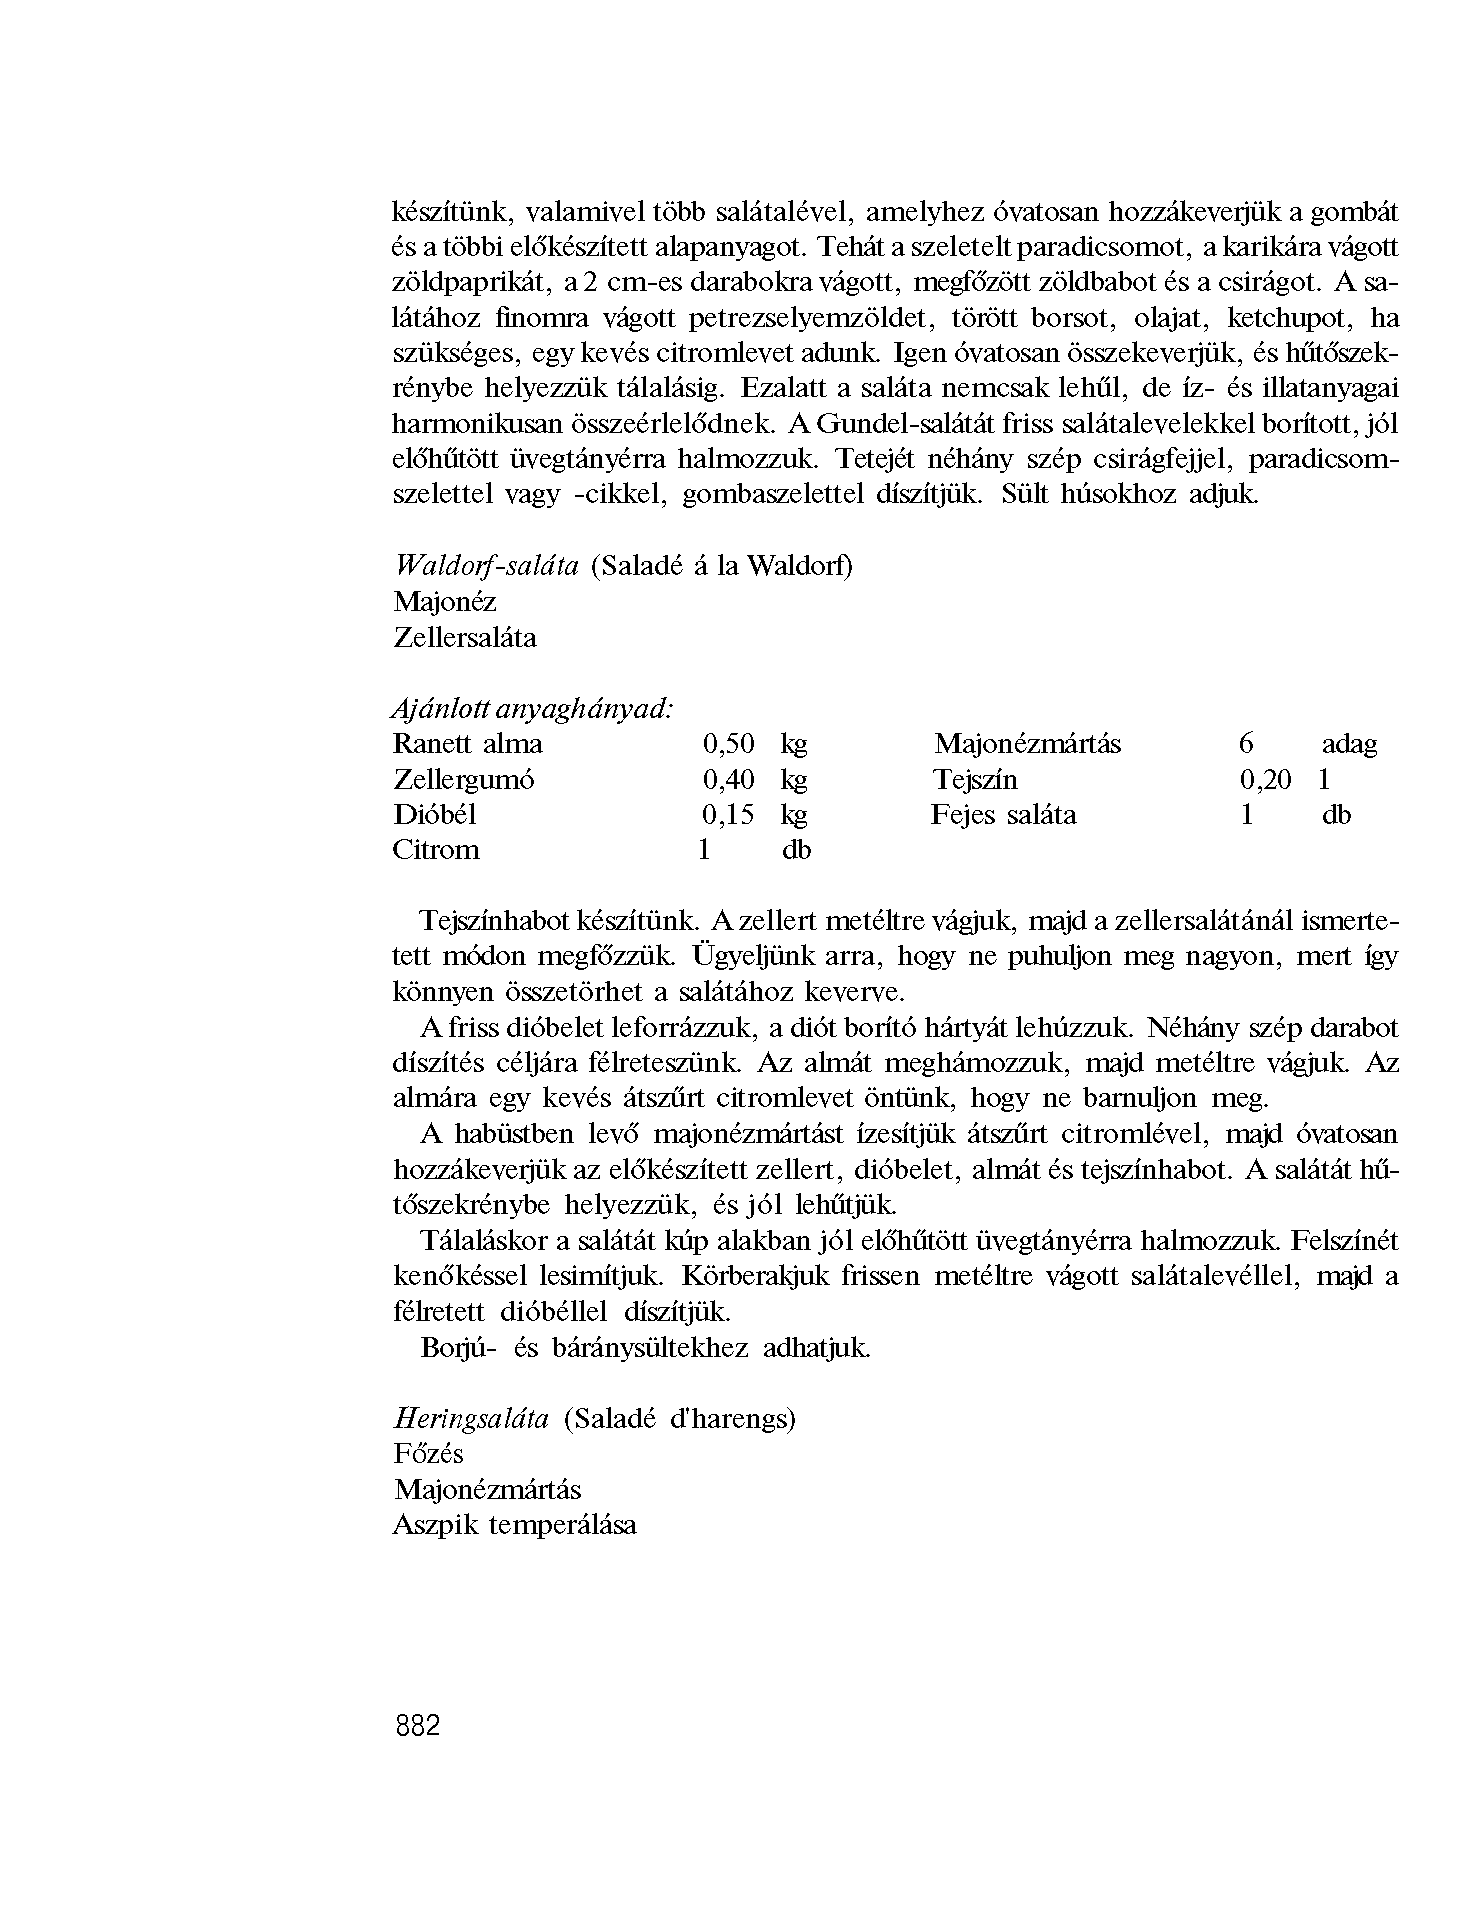 készítünk, valamivel több salátalével, amelyhez óvatosan hozzákeverjük a gombát
és a többi előkészített alapanyagot. Tehát a szeletelt paradicsomot, a karikára vágott
zöldpaprikát, a 2 cm-es darabokra vágott, megfőzött zöldbabot és a csirágot. A sa-
látához finomra vágott petrezselyemzöldet, törött borsot, olajat, ketchupot, ha
szükséges, egy kevés citromlevet adunk. Igen óvatosan összekeverjük, és hűtőszek-
rénybe helyezzük tálalásig. Ezalatt a saláta nemcsak lehűl, de íz- és illatanyagai
harmonikusan összeérlelődnek. A Gundel-salátát friss salátalevelekkel borított, jól
előhűtött üvegtányérra halmozzuk. Tetejét néhány szép csirágfejjel, paradicsom-
szelettel vagy -cikkel, gombaszelettel díszítjük. Sült húsokhoz adjuk.
Waldorf-saláta (Saladé á la Waldorf)
Majonéz
Zellersaláta
Ajánlott anyaghányad:
Ranett alma 0,50 kg Majonézmártás 6 adag
Zellergumó 0,40 kg Tejszín 0,20 1
Dióbél 0,15 kg Fejes saláta 1 db
Citrom 1 db
Tejszínhabot készítünk. A zellert metéltre vágjuk, majd a zellersalátánál ismerte-
tett módon megfőzzük. Ügyeljünk arra, hogy ne puhuljon meg nagyon, mert így
könnyen összetörhet a salátához keverve.
A friss dióbelet leforrázzuk, a diót borító hártyát lehúzzuk. Néhány szép darabot
díszítés céljára félreteszünk. Az almát meghámozzuk, majd metéltre vágjuk. Az
almára egy kevés átszűrt citromlevet öntünk, hogy ne barnuljon meg.
A habüstben levő majonézmártást ízesítjük átszűrt citromlével, majd óvatosan
hozzákeverjük az előkészített zellert, dióbelet, almát és tejszínhabot. A salátát hű-
tőszekrénybe helyezzük, és jól lehűtjük.
Tálaláskor a salátát kúp alakban jól előhűtött üvegtányérra halmozzuk. Felszínét
kenőkéssel lesimítjuk. Körberakjuk frissen metéltre vágott salátalevéllel, majd a
félretett dióbéllel díszítjük.
Borjú- és báránysültekhez adhatjuk.
Heringsaláta (Saladé d'harengs)
Főzés
Majonézmártás
Aszpik temperálása
882